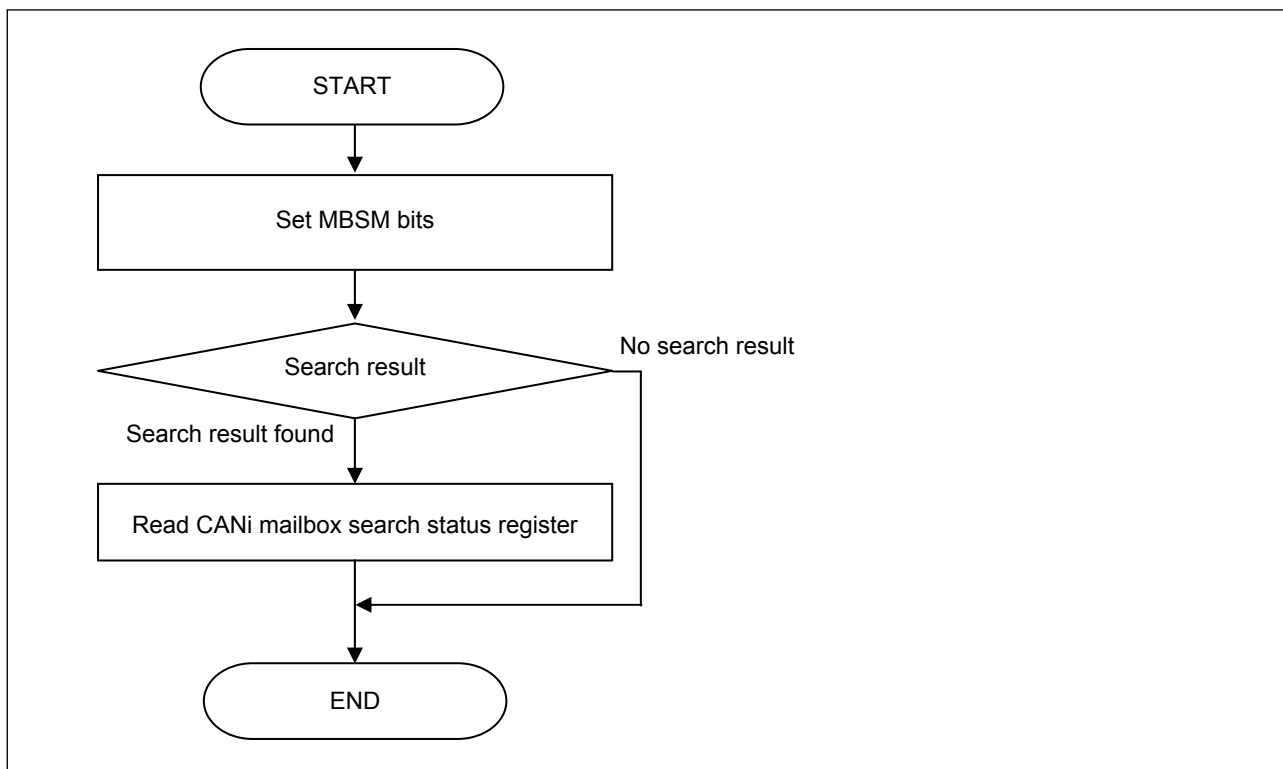 START
Set MBSM bits
No search result
Search result
Search result found
Read CANi mailbox search status register
END